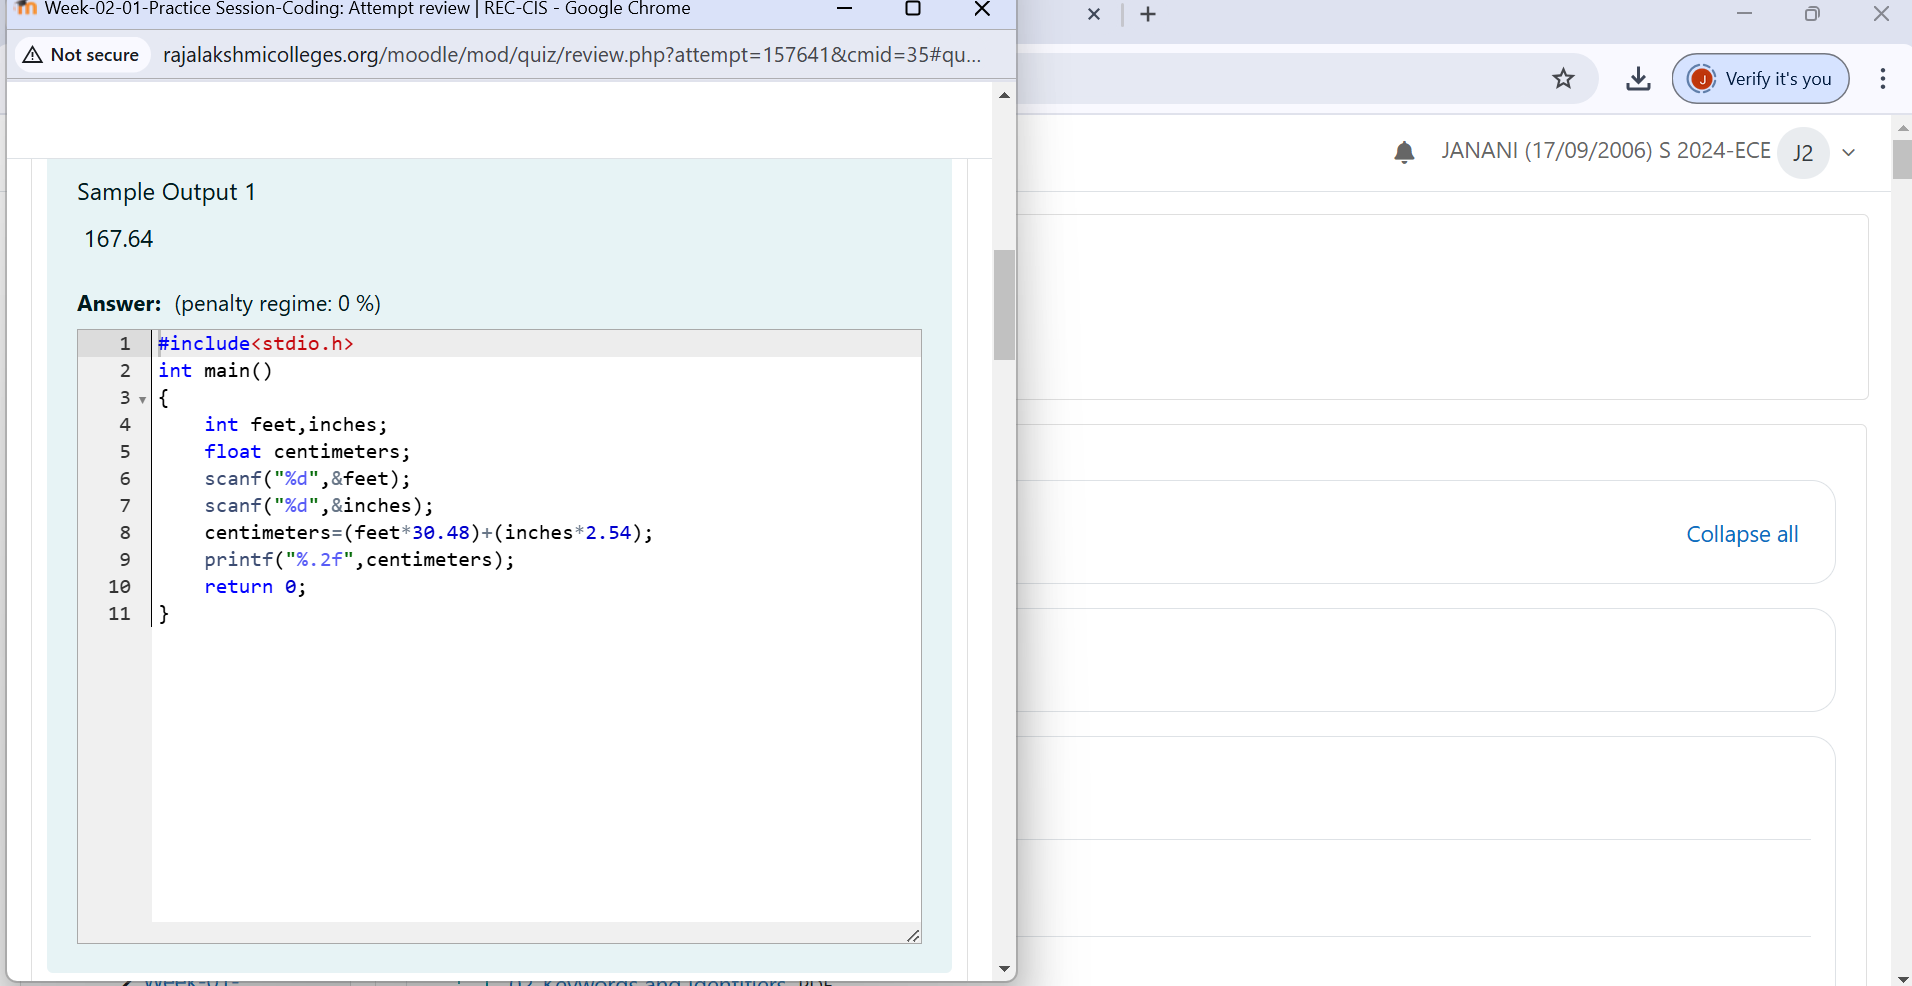 Week-02-01-Practice Session-Coding: Attempt review | REC-CIS - Google Chrome
Not secure
rajalakshmicolleges.org/moodle/mod/quiz/review.php?attempt=157641&cmid=35#qu...
Verify it's you
JANANI (17/09/2006) S 2024-ECE
J2
Sample Output 1
167.64
Answer: (penalty regime: 0 %)
1 #include<stdio.h>
2 int main()
3 {
4 int feet,inches;
5 float centimeters;
6 scanf("%d",&feet);
7 scanf("%d",&inches);
8 centimeters=(feet*30.48)+(inches*2.54);
9 printf("%.2f",centimeters);
10 return 0;
11 }
Collapse all